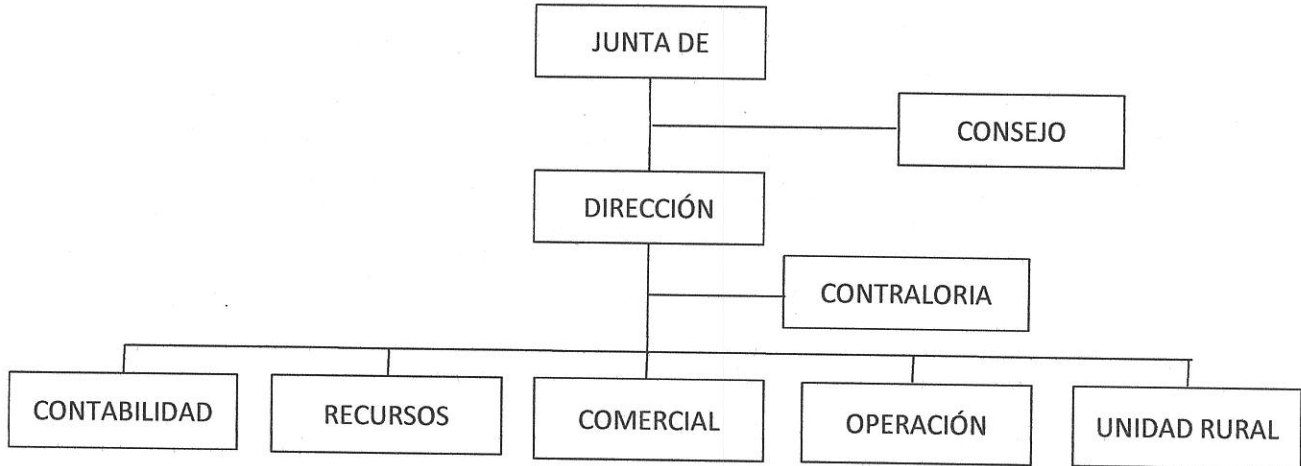 JUNTA DE
CONSEJO
DIRECCIÓN
CONTRALORIA
CONTABILIDAD
RECURSOS
COMERCIAL
OPERACIÓN
UNIDAD RURAL